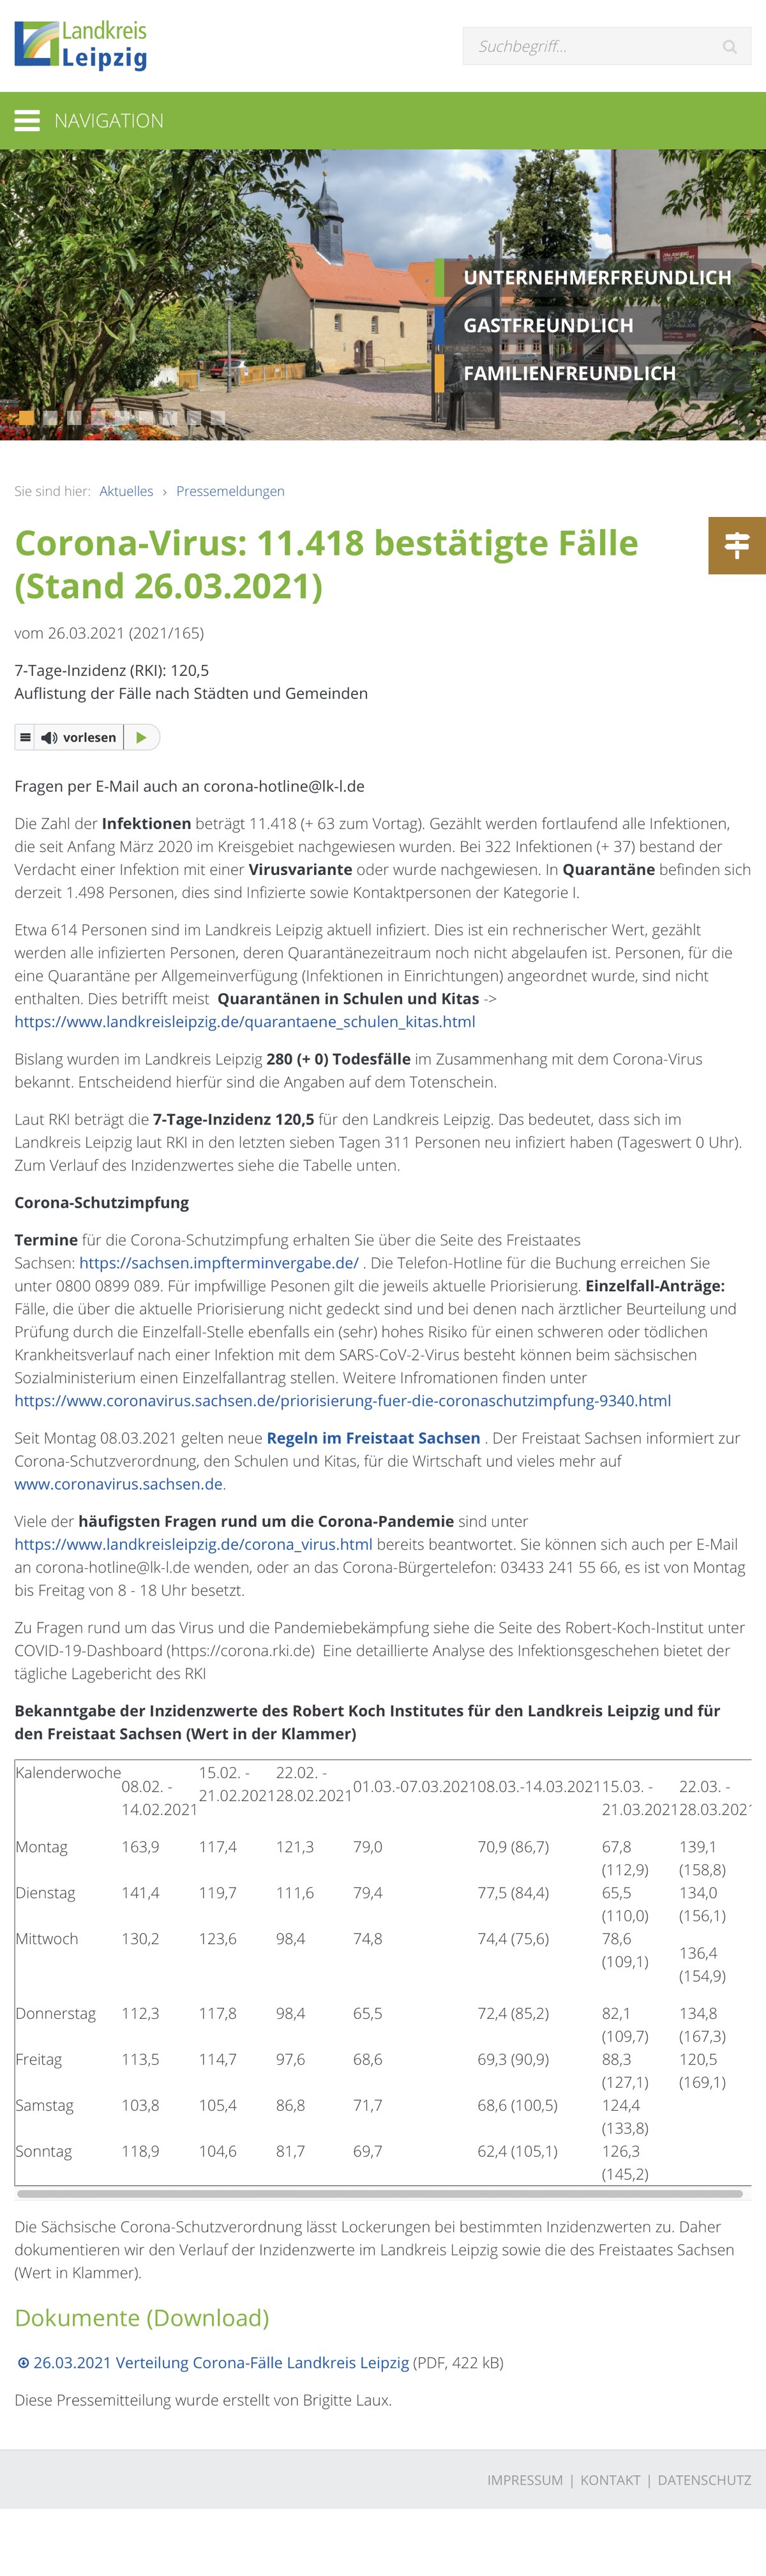 Landkreis
Leipzig
Suchbegriff...
NAVIGATION
UNTERNEHMERFREUNDLICH
GASTFREUNDLICH
FAMILIENFREUNDLICH
Sie sind hier: Aktuelles › Pressemeldungen
Corona-Virus: 11.418 bestätigte Fälle
(Stand 26.03.2021)
vom 26.03.2021 (2021/165)
7-Tage-Inzidenz (RKI): 120,5
Auflistung der Fälle nach Städten und Gemeinden
vorlesen
Fragen per E-Mail auch an corona-hotline@lk-l.de
Die Zahl der Infektionen beträgt 11.418 (+ 63 zum Vortag). Gezählt werden fortlaufend alle Infektionen,
die seit Anfang März 2020 im Kreisgebiet nachgewiesen wurden. Bei 322 Infektionen (+ 37) bestand der
Verdacht einer Infektion mit einer Virusvariante oder wurde nachgewiesen. In Quarantäne befinden sich
derzeit 1.498 Personen, dies sind Infizierte sowie Kontaktpersonen der Kategorie I.
Etwa 614 Personen sind im Landkreis Leipzig aktuell infiziert. Dies ist ein rechnerischer Wert, gezählt
werden alle infizierten Personen, deren Quarantänezeitraum noch nicht abgelaufen ist. Personen, für die
eine Quarantäne per Allgemeinverfügung (Infektionen in Einrichtungen) angeordnet wurde, sind nicht
enthalten. Dies betrifft meist Quarantänen in Schulen und Kitas ->
https://www.landkreisleipzig.de/quarantaene_schulen_kitas.html
Bislang wurden im Landkreis Leipzig 280 (+ 0) Todesfälle im Zusammenhang mit dem Corona-Virus
bekannt. Entscheidend hierfür sind die Angaben auf dem Totenschein.
Laut RKI beträgt die 7-Tage-Inzidenz 120,5 für den Landkreis Leipzig. Das bedeutet, dass sich im
Landkreis Leipzig laut RKI in den letzten sieben Tagen 311 Personen neu infiziert haben (Tageswert 0 Uhr).
Zum Verlauf des Inzidenzwertes siehe die Tabelle unten.
Corona-Schutzimpfung
Termine für die Corona-Schutzimpfung erhalten Sie über die Seite des Freistaates
Sachsen: https://sachsen.impfterminvergabe.de/ . Die Telefon-Hotline für die Buchung erreichen Sie
unter 0800 0899 089. Für impfwillige Pesonen gilt die jeweils aktuelle Priorisierung. Einzelfall-Anträge:
Fälle, die über die aktuelle Priorisierung nicht gedeckt sind und bei denen nach ärztlicher Beurteilung und
Prüfung durch die Einzelfall-Stelle ebenfalls ein (sehr) hohes Risiko für einen schweren oder tödlichen
Krankheitsverlauf nach einer Infektion mit dem SARS-CoV-2-Virus besteht können beim sächsischen
Sozialministerium einen Einzelfallantrag stellen. Weitere Infromationen finden unter
https://www.coronavirus.sachsen.de/priorisierung-fuer-die-coronaschutzimpfung-9340.html
Seit Montag 08.03.2021 gelten neue Regeln im Freistaat Sachsen . Der Freistaat Sachsen informiert zur
Corona-Schutzverordnung, den Schulen und Kitas, für die Wirtschaft und vieles mehr auf
www.coronavirus.sachsen.de.
Viele der häufigsten Fragen rund um die Corona-Pandemie sind unter
https://www.landkreisleipzig.de/corona_virus.html bereits beantwortet. Sie können sich auch per E-Mail
an corona-hotline@lk-l.de wenden, oder an das Corona-Bürgertelefon: 03433 241 55 66, es ist von Montag
bis Freitag von 8 - 18 Uhr besetzt.
Zu Fragen rund um das Virus und die Pandemiebekämpfung siehe die Seite des Robert-Koch-Institut unter
COVID-19-Dashboard (https://corona.rki.de) Eine detaillierte Analyse des Infektionsgeschehen bietet der
tägliche Lagebericht des RKI
Bekanntgabe der Inzidenzwerte des Robert Koch Institutes für den Landkreis Leipzig und für
den Freistaat Sachsen (Wert in der Klammer)
Kalenderwoche 08.02. - 14.02.2021 15.02. - 21.02.2021 22.02. - 28.02.2021 01.03.-07.03.2021 08.03.-14.03.2021 15.03. - 21.03.2021 22.03. - 28.03.2021
Montag 163,9 117,4 121,3 79,0 70,9 (86,7) 67,8 (112,9) 139,1 (158,8)
Dienstag 141,4 119,7 111,6 79,4 77,5 (84,4) 65,5 (110,0) 134,0 (156,1)
Mittwoch 130,2 123,6 98,4 74,8 74,4 (75,6) 78,6 (109,1) 136,4 (154,9)
Donnerstag 112,3 117,8 98,4 65,5 72,4 (85,2) 82,1 (109,7) 134,8 (167,3)
Freitag 113,5 114,7 97,6 68,6 69,3 (90,9) 88,3 (127,1) 120,5 (169,1)
Samstag 103,8 105,4 86,8 71,7 68,6 (100,5) 124,4 (133,8)
Sonntag 118,9 104,6 81,7 69,7 62,4 (105,1) 126,3 (145,2)
Die Sächsische Corona-Schutzverordnung lässt Lockerungen bei bestimmten Inzidenzwerten zu. Daher
dokumentieren wir den Verlauf der Inzidenzwerte im Landkreis Leipzig sowie die des Freistaates Sachsen
(Wert in Klammer).
Dokumente (Download)
26.03.2021 Verteilung Corona-Fälle Landkreis Leipzig (PDF, 422 kB)
Diese Pressemitteilung wurde erstellt von Brigitte Laux.
IMPRESSUM | KONTAKT | DATENSCHUTZ